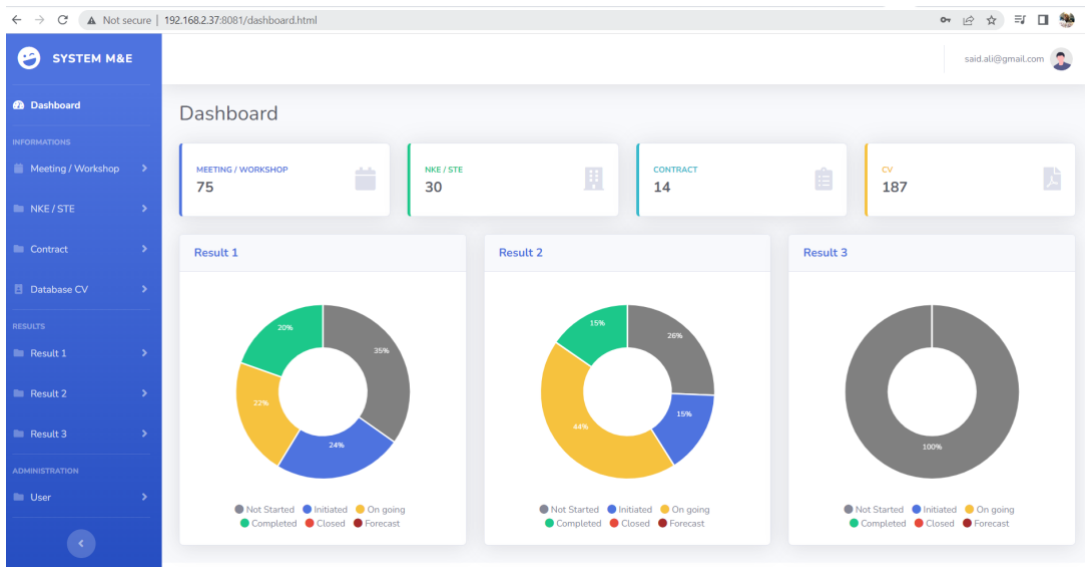 Not secure | 192.168.2.37:8081/dashboard.html
SYSTEM M&E
said.ali@gmail.com
Dashboard
INFORMATIONS
Meeting / Workshop
NKE / STE
Contract
Database CV
RESULTS
Result 1
Result 2
Result 3
ADMINISTRATION
User
Dashboard
MEETING / WORKSHOP
75
NKE / STE
30
CONTRACT
14
CV
187
Result 1
20%
35%
22%
24%
Not Started Initiated On going
Completed Closed Forecast
Result 2
15%
26%
15%
44%
Not Started Initiated On going
Completed Closed Forecast
Result 3
100%
Not Started Initiated On going
Completed Closed Forecast